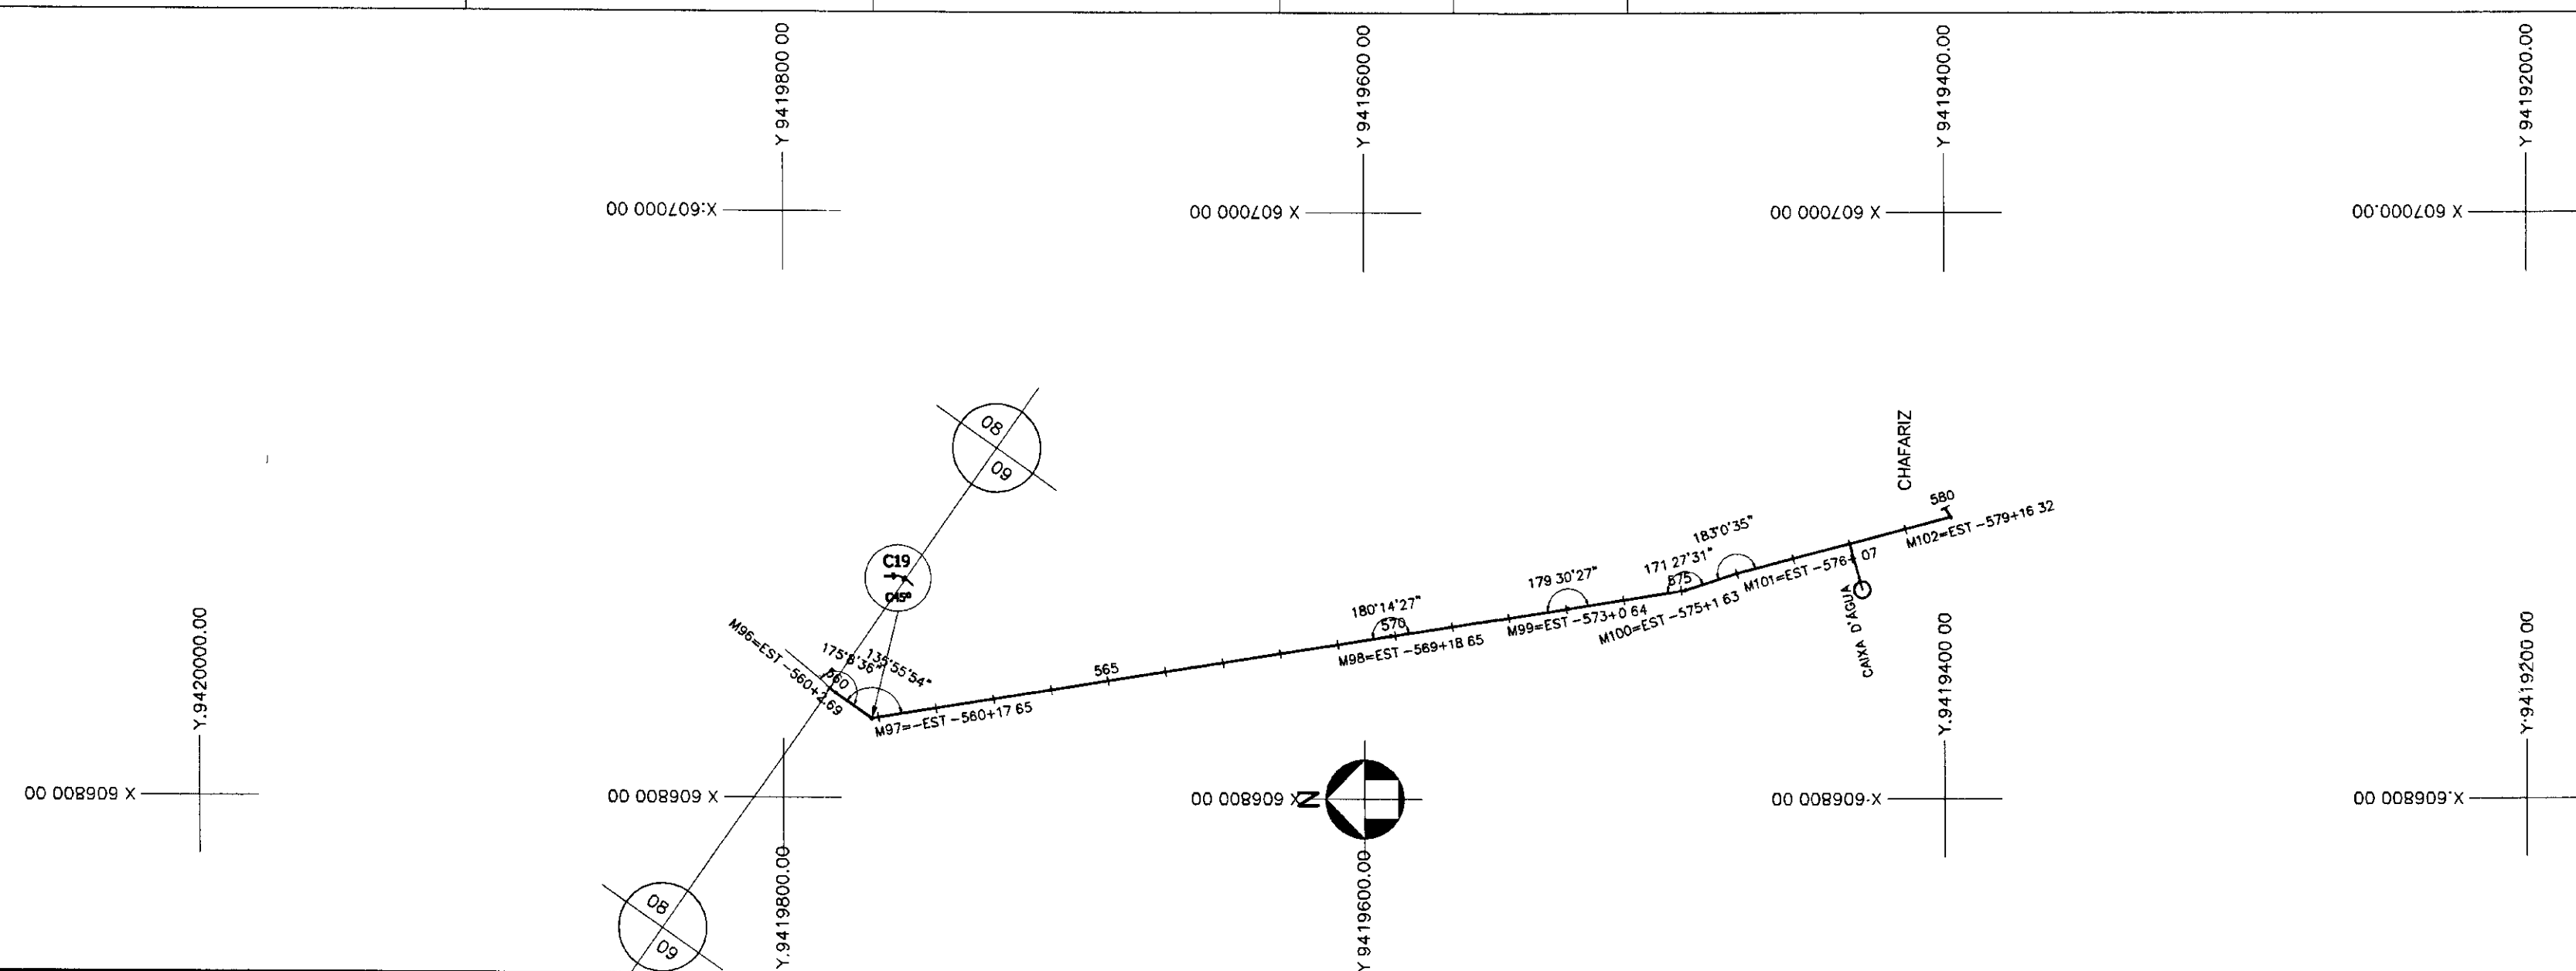 Y 9419800 00
Y 9419600 00
Y 9419400.00
Y 9419200.00
X:607000 00
X 607000 00
X 607000 00
X 607000.00
08
09
C19
C45º
CHAFARIZ
580
M102=EST -579+16 32
183°0'35"
171 27'31"
575
M101=EST -576+ 07
179 30'27"
M100=EST -575+1 63
M99=EST -573+0 64
180°14'27"
570
M98=EST -569+18 65
CAIXA D'AGUA
565
M96=EST -560+2.69
175°8'36"
135°55'54"
560
M97=-EST -560+17 65
Y.9420000.00
Y.9419400 00
Y.9419200 00
X 606800 00
X 606800 00
X 606800 00
N
X.606800 00
X.606800 00
Y.9419800.00
Y 9419600.00
08
09